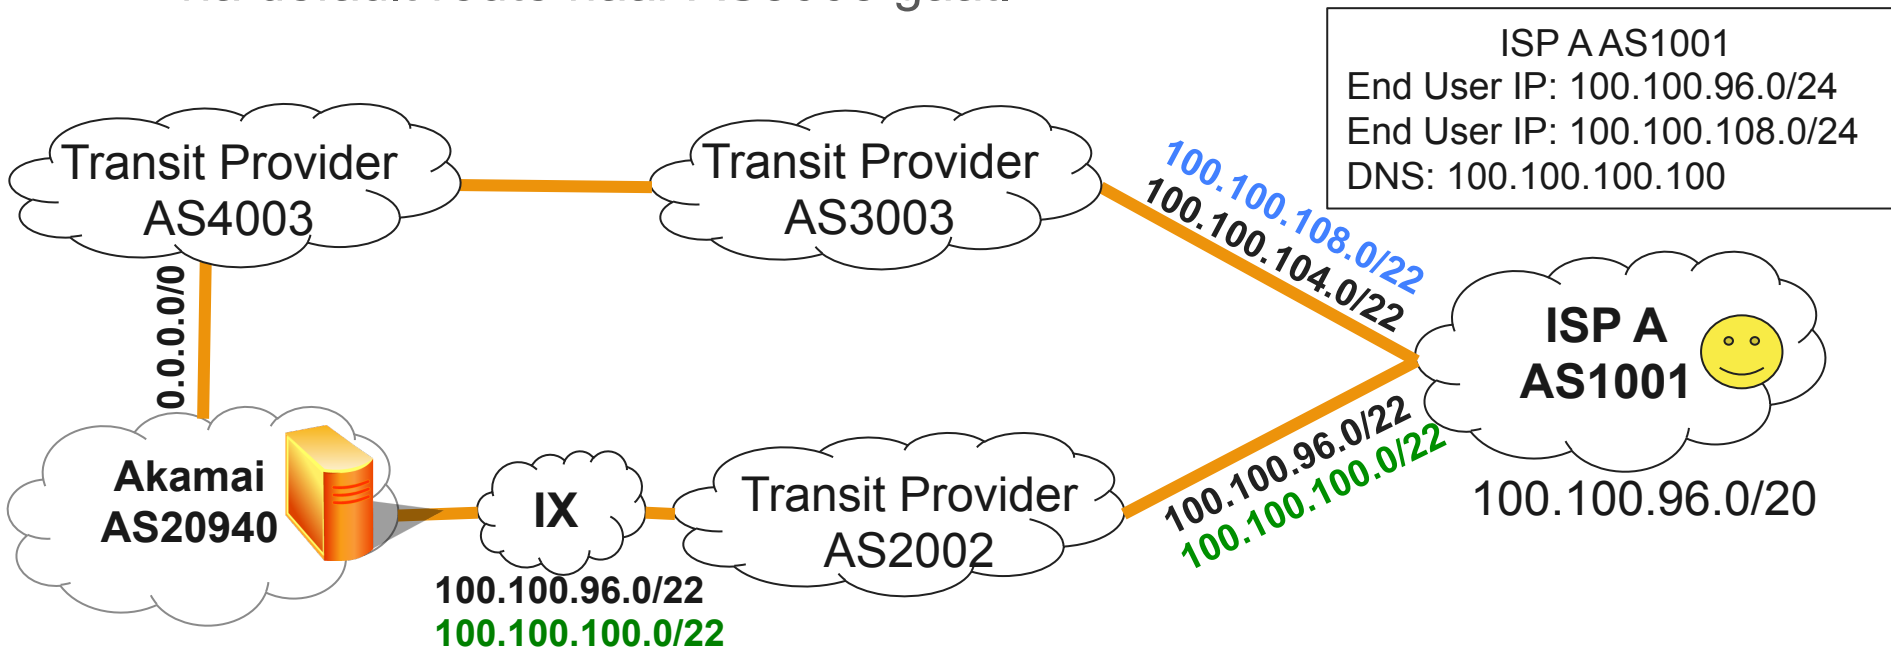 ISP A AS1001
End User IP: 100.100.96.0/24
End User IP: 100.100.108.0/24
DNS: 100.100.100.100
Transit Provider
AS4003
Transit Provider
AS3003
100.100.108.0/22
100.100.104.0/22
ISP A
AS1001
100.100.96.0/20
0.0.0.0/0
Akamai
AS20940
IX
Transit Provider
AS2002
100.100.96.0/22
100.100.100.0/22
100.100.96.0/22
100.100.100.0/22